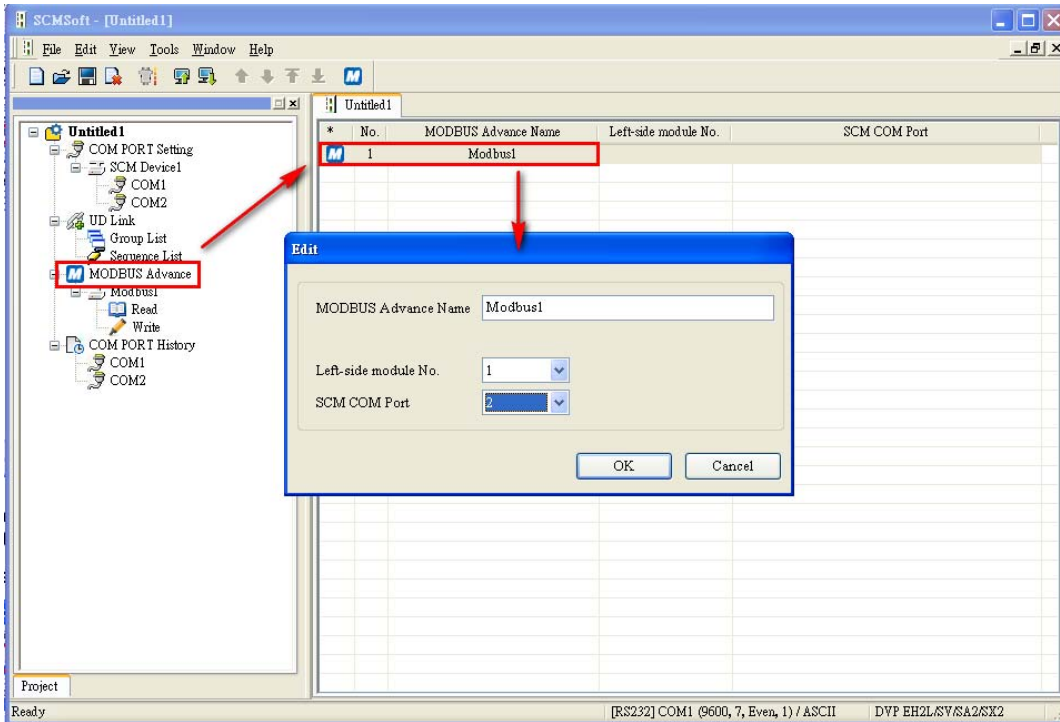 SCMSoft - [Untitled1]
File Edit View Tools Window Help
M
Untitled1
COM PORT Setting
SCM Device1
COM1
COM2
UD Link
Group List
Sequence List
M MODBUS Advance
Modbus1
Read
Write
COM PORT History
COM1
COM2
Project
Untitled1
* No. MODBUS Advance Name Left-side module No. SCM COM Port
M 1 Modbus1
Edit
MODBUS Advance Name Modbus1
Left-side module No. 1
SCM COM Port 2
OK Cancel
Ready [RS232] COM1 (9600, 7, Even, 1) / ASCII DVP EH2L/SV/SA2/SX2